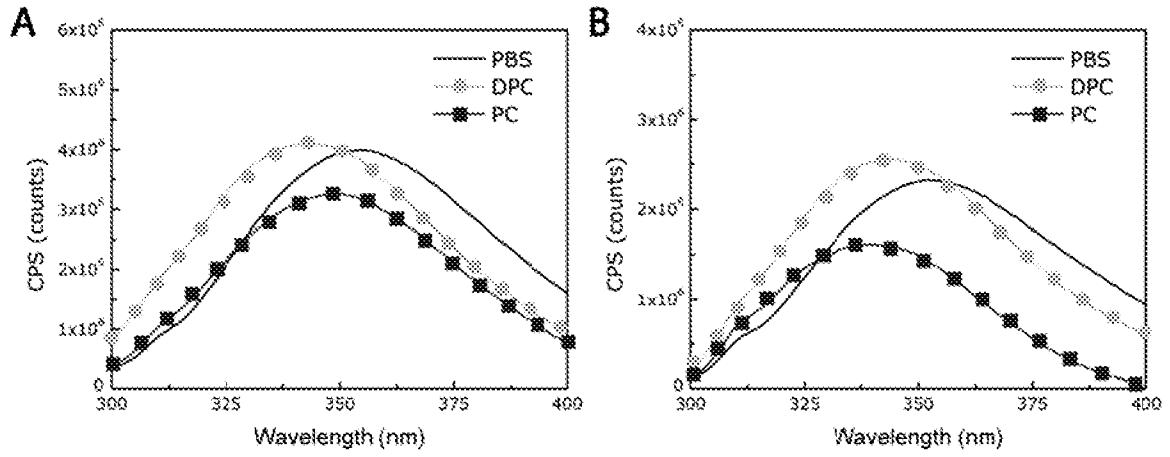 A
CPS (counts)
6x10⁶
5x10⁶
4x10⁶
3x10⁶
2x10⁶
1x10⁶
0
300
325
350
375
400
Wavelength (nm)
PBS
DPC
PC
B
CPS (counts)
4x10⁶
3x10⁶
2x10⁶
1x10⁶
0
300
325
350
375
400
Wavelength (nm)
PBS
DPC
PC